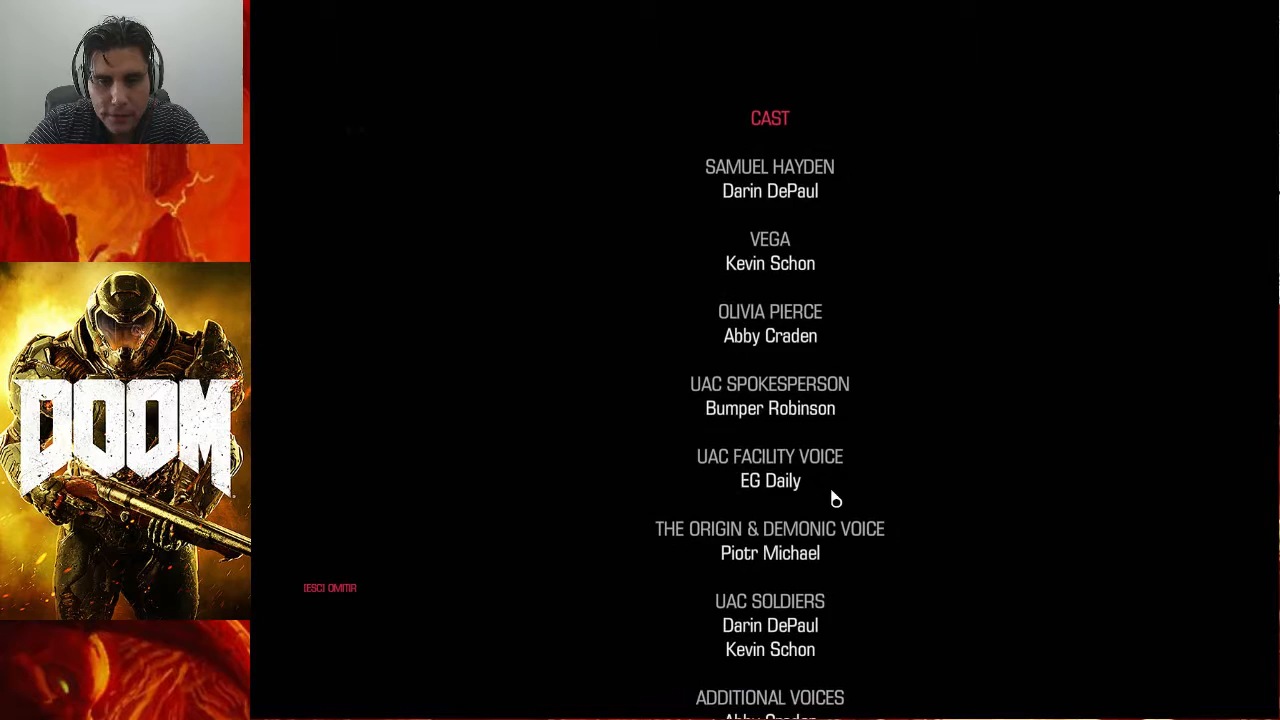 CAST
SAMUEL HAYDEN
Darin DePaul
VEGA
Kevin Schon
OLIVIA PIERCE
Abby Craden
UAC SPOKESPERSON
Bumper Robinson
UAC FACILITY VOICE
EG Daily
THE ORIGIN & DEMONIC VOICE
Piotr Michael
UAC SOLDIERS
Darin DePaul
Kevin Schon
ADDITIONAL VOICES
Abby Craden
[ESC] OMITIR
DOOM